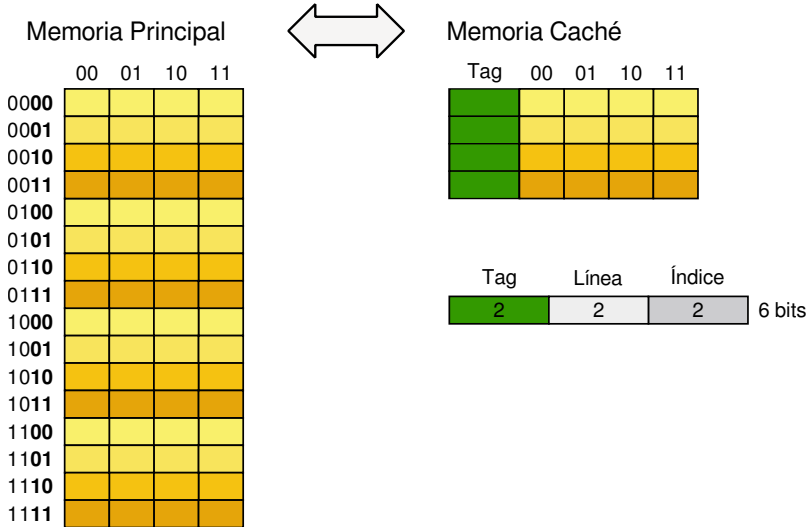 Memoria Principal
Memoria Caché
00 01 10 11
Tag 00 01 10 11
0000
0001
0010
0011
0100
0101
0110
0111
1000
1001
1010
1011
1100
1101
1110
1111
Tag Línea Índice
2 2 2 6 bits